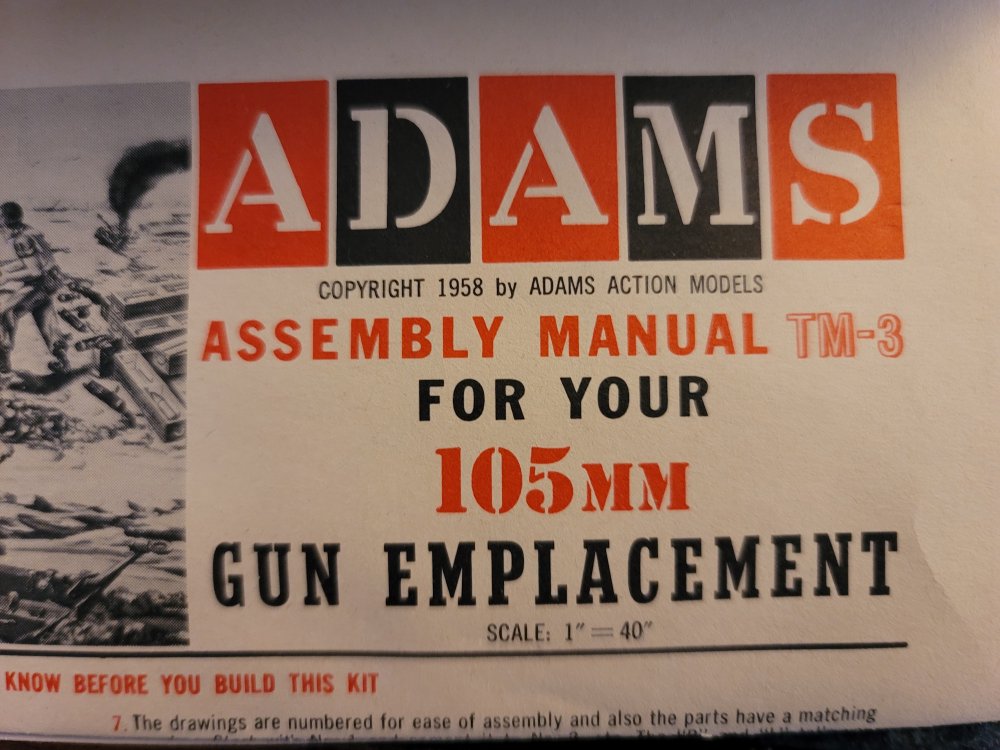 ADAMS
COPYRIGHT 1958 by ADAMS ACTION MODELS
ASSEMBLY MANUAL TM-3
FOR YOUR
105MM
GUN EMPLACEMENT
SCALE: 1" = 40"
KNOW BEFORE YOU BUILD THIS KIT
7. The drawings are numbered for ease of assembly and also the parts have a matching